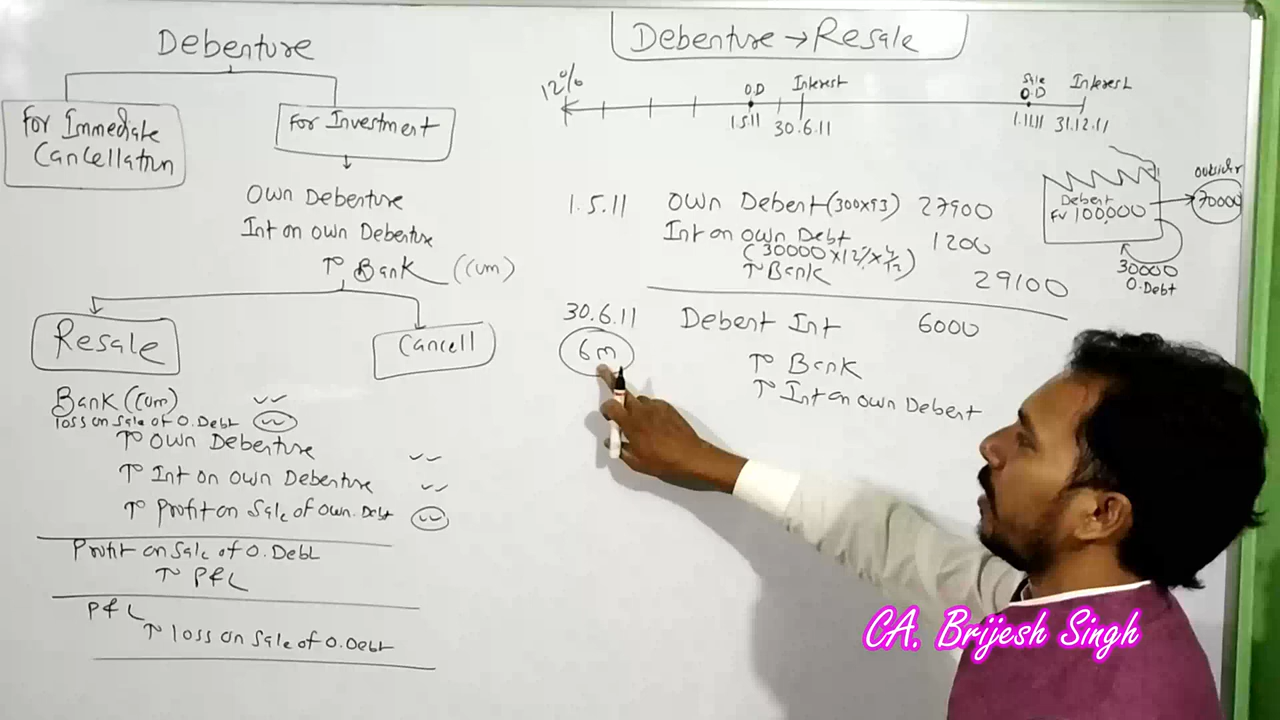 Debenture
For Immediate
Cancellation
For Investment
Own Debenture
Int on own Debenture
To Bank (Cum)
Resale
Cancell
Bank (Cum)
loss on sale of O.Debt
To Own Debenture
To Int on Own Debenture
To Profit on Sale of Own.Debt
Profit on Sale of O.Debt
To P&L
P&L
To loss on Sale of O.Debt
Debenture → Resale
12%
O.D
1.5.11
Interest
30.6.11
Sale
O.D
1.11.11
Interest
31.12.11
Debent
FV 100,000
outsider
70000
30000
O.Debt
1.5.11 Own Debent (300x93) 27900
Int on own Debt 1200
(30000x12%x4/12)
To Bank 29100
30.6.11 Debent Int 6000
6m
To Bank
To Int on own Debent
CA. Brijesh Singh